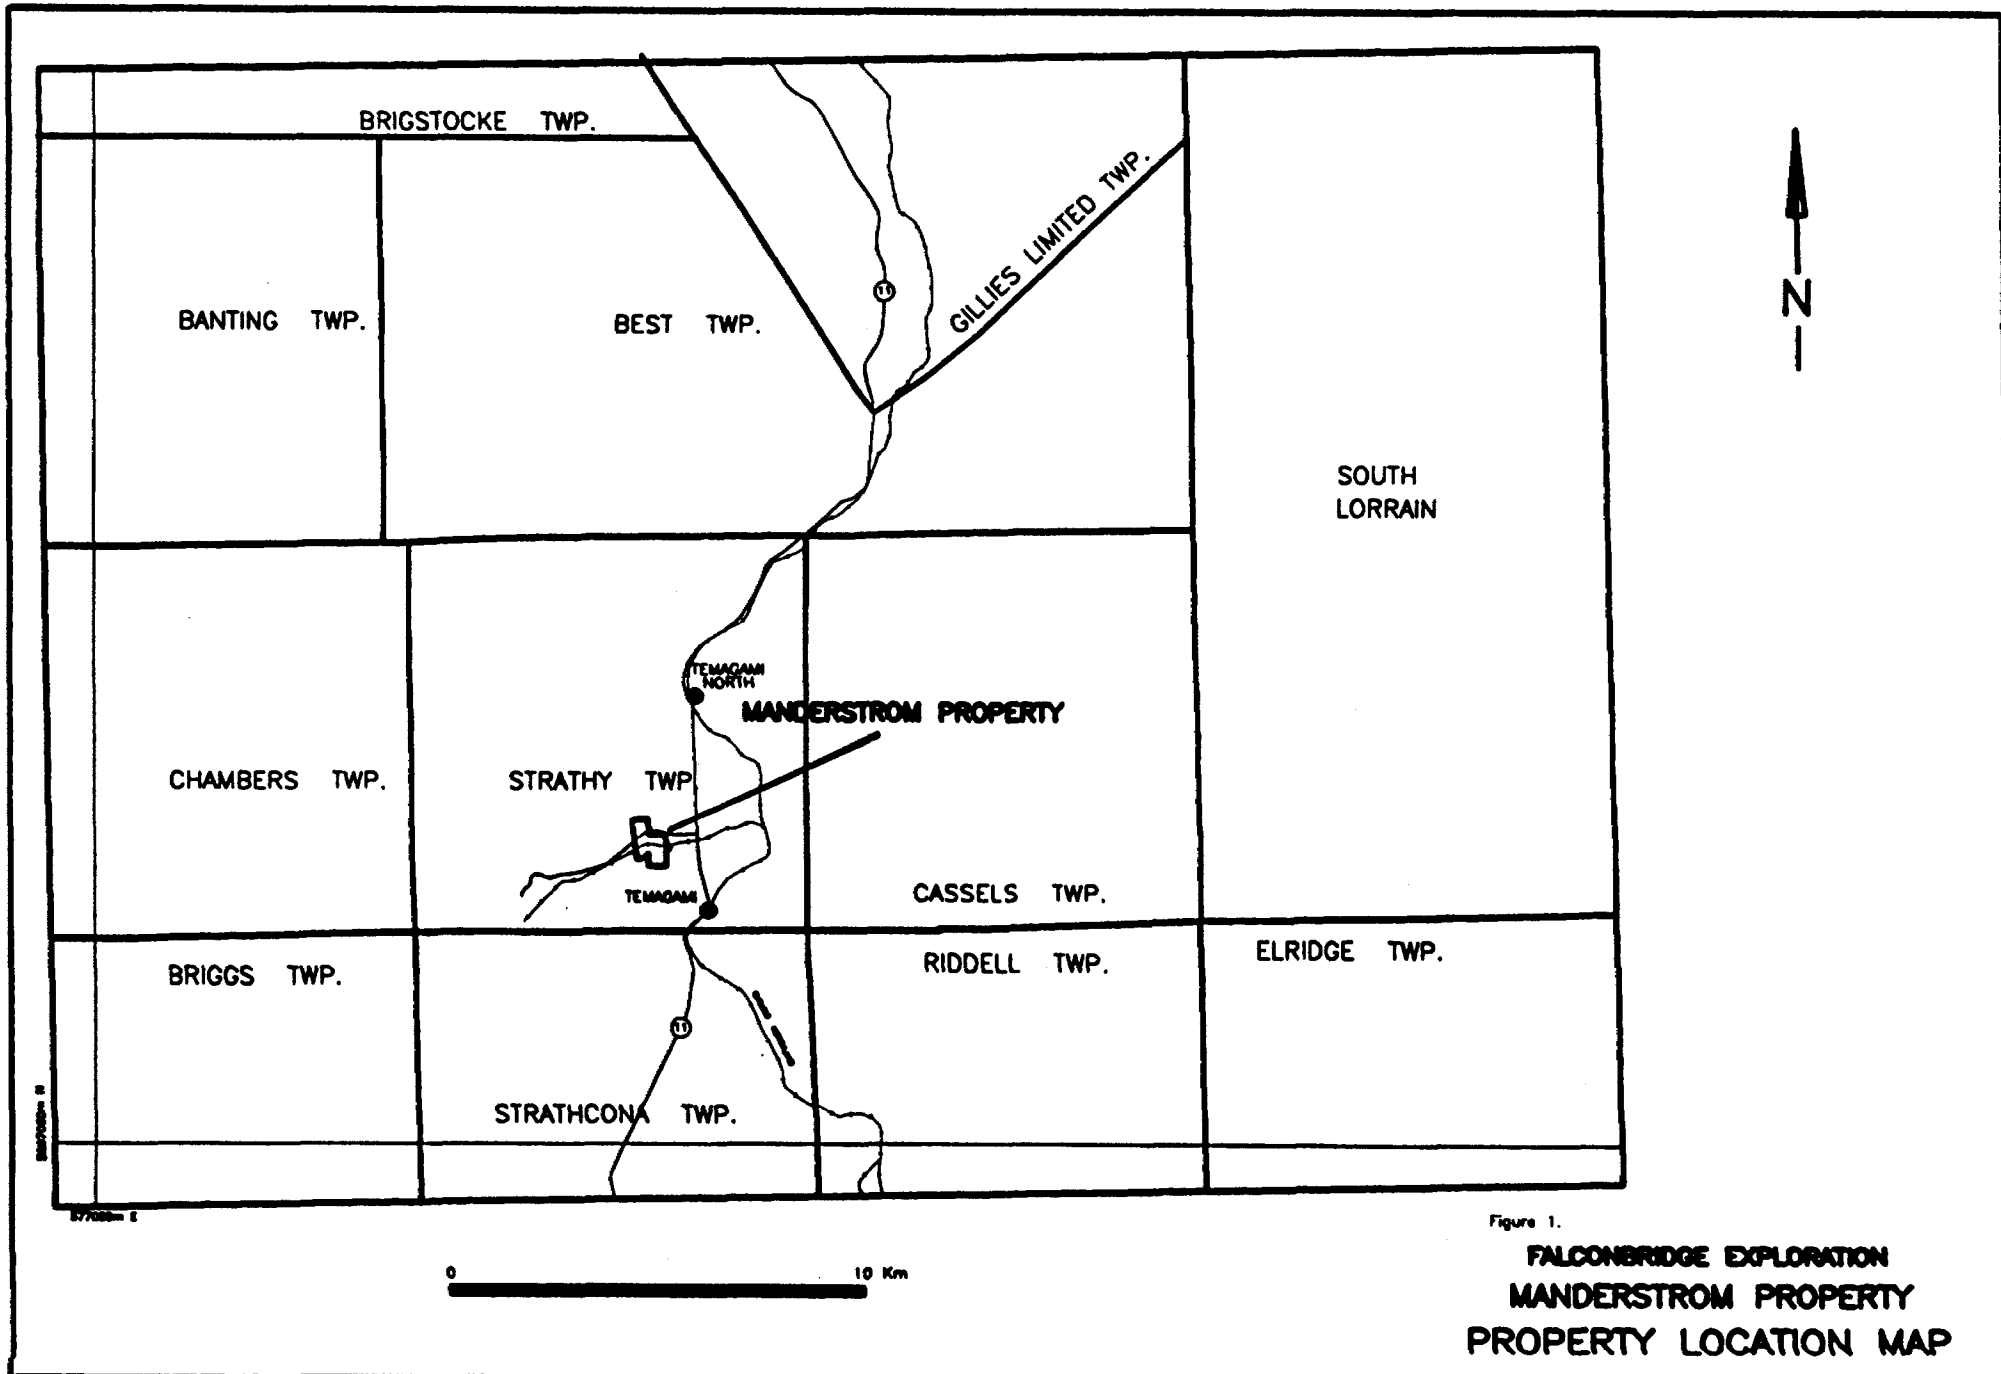 BRIGSTOCKE TWP.
GILLIES LIMITED TWP.
11
BANTING TWP.
BEST TWP.
N
SOUTH
LORRAIN
TEMAGAMI
NORTH
MANDERSTROM PROPERTY
CHAMBERS TWP.
STRATHY TWP
TEMAGAMI
CASSELS TWP.
BRIGGS TWP.
RIDDELL TWP.
ELRIDGE TWP.
11
STRATHCONA TWP.
Figure 1.
0 10 Km
FALCONBRIDGE EXPLORATION
MANDERSTROM PROPERTY
PROPERTY LOCATION MAP